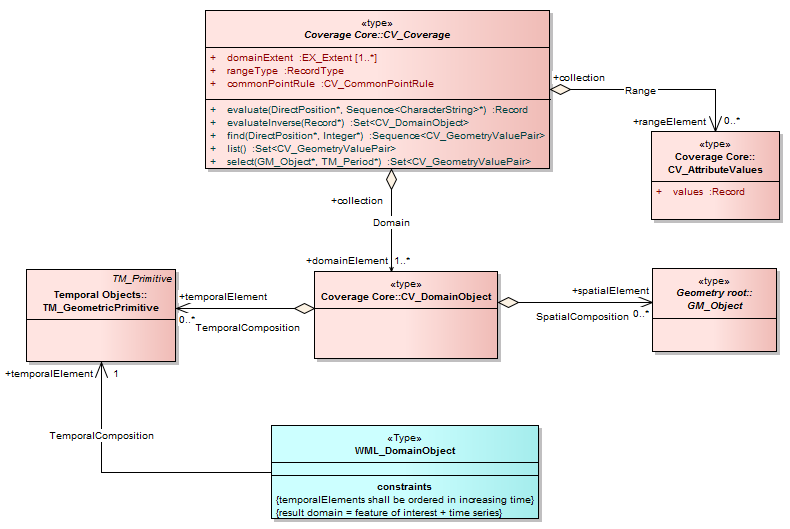 «type»
Coverage Core::CV_Coverage
+ domainExtent :EX_Extent [1..*]
+ rangeType :RecordType
+ commonPointRule :CV_CommonPointRule
+ evaluate(DirectPosition*, Sequence<CharacterString>*) :Record
+ evaluateInverse(Record*) :Set<CV_DomainObject>
+ find(DirectPosition*, Integer*) :Sequence<CV_GeometryValuePair>
+ list() :Set<CV_GeometryValuePair>
+ select(GM_Object*, TM_Period*) :Set<CV_GeometryValuePair>
+collection
Range
+rangeElement 0..*
«type»
Coverage Core::
CV_AttributeValues
+ values :Record
+collection
Domain
+domainElement 1..*
TM_Primitive
Temporal Objects::
TM_GeometricPrimitive
+temporalElement
0..*
TemporalComposition
«type»
Coverage Core::CV_DomainObject
+spatialElement
SpatialComposition 0..*
«type»
Geometry root::
GM_Object
+temporalElement 1
TemporalComposition
«Type»
WML_DomainObject
constraints
{temporalElements shall be ordered in increasing time}
{result domain = feature of interest + time series}